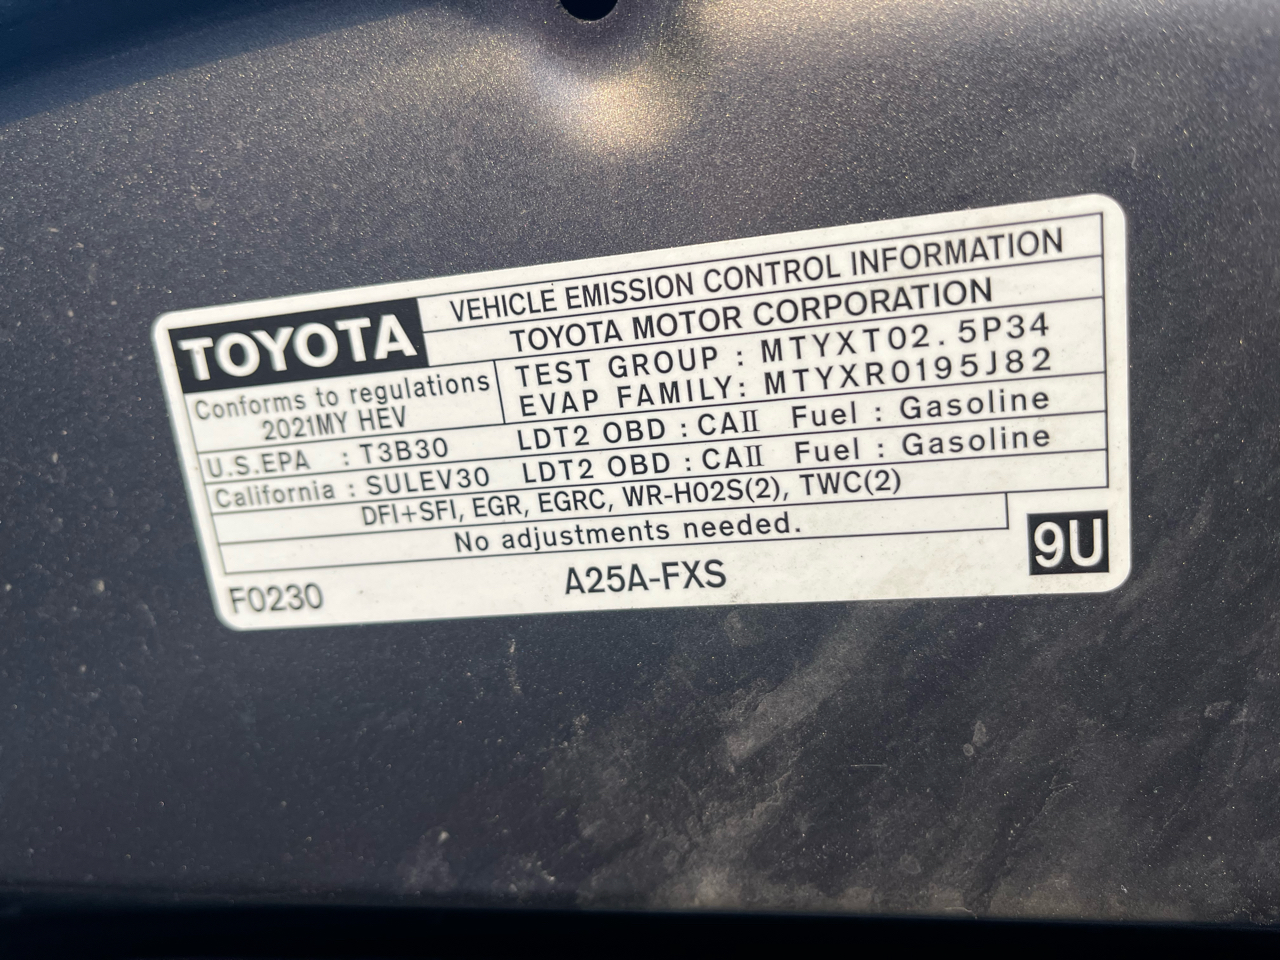 TOYOTA
VEHICLE EMISSION CONTROL INFORMATION
TOYOTA MOTOR CORPORATION
Conforms to regulations
2021MY HEV
TEST GROUP : MTYXT02.5P34
EVAP FAMILY: MTYXR0195J82
U.S.EPA : T3B30 LDT2 OBD : CAII Fuel : Gasoline
California : SULEV30 LDT2 OBD : CAII Fuel : Gasoline
DFI+SFI, EGR, EGRC, WR-HO2S(2), TWC(2)
No adjustments needed.
F0230
A25A-FXS
9U